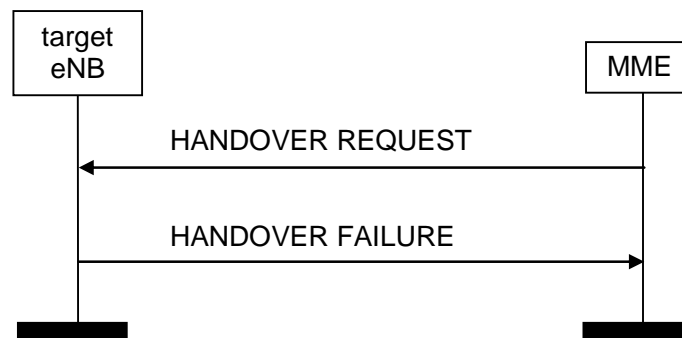 target
eNB
MME
HANDOVER REQUEST
HANDOVER FAILURE